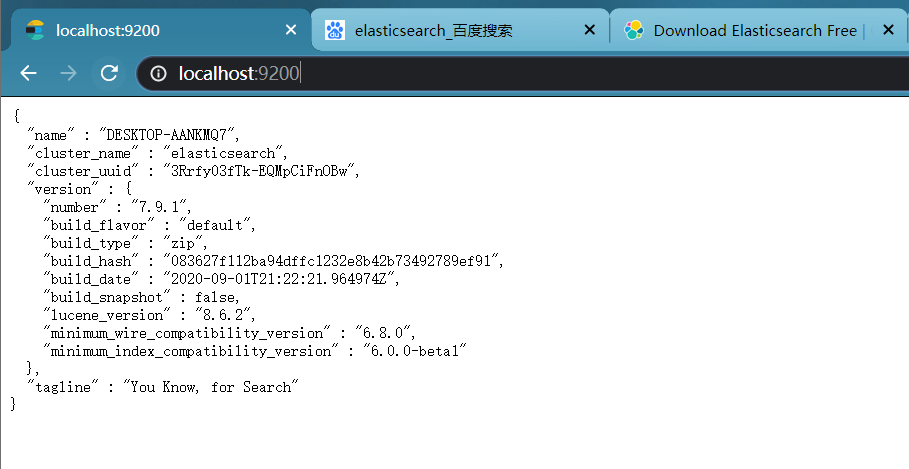 localhost:9200
elasticsearch_百度搜索
Download Elasticsearch Free |
localhost:9200
{
"name" : "DESKTOP-AANKMQ7",
"cluster_name" : "elasticsearch",
"cluster_uuid" : "3Rrfy03fTk-EQMpCiFnOBw",
"version" : {
"number" : "7.9.1",
"build_flavor" : "default",
"build_type" : "zip",
"build_hash" : "083627f112ba94dffc1232e8b42b73492789ef91",
"build_date" : "2020-09-01T21:22:21.964974Z",
"build_snapshot" : false,
"lucene_version" : "8.6.2",
"minimum_wire_compatibility_version" : "6.8.0",
"minimum_index_compatibility_version" : "6.0.0-beta1"
},
"tagline" : "You Know, for Search"
}